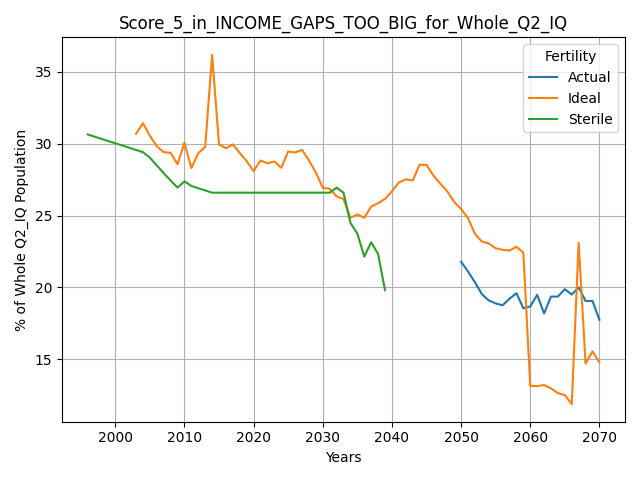 Score_5_in_INCOME_GAPS_TOO_BIG_for_Whole_Q2_IQ
Fertility
Actual
Ideal
Sterile
35
30
25
20
15
% of Whole Q2_IQ Population
2000 2010 2020 2030 2040 2050 2060 2070
Years